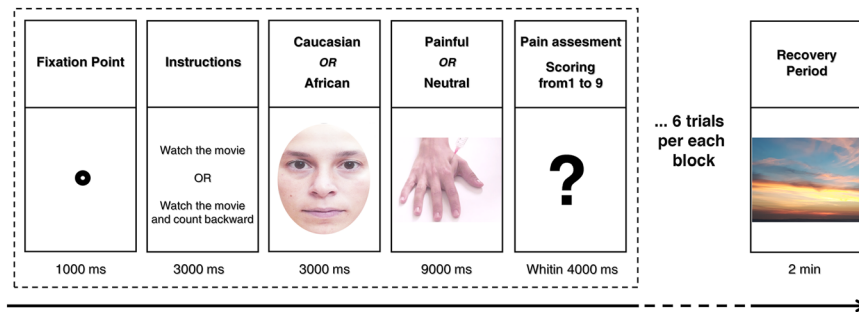 Fixation Point
Instructions
Caucasian
OR
African
Painful
OR
Neutral
Pain assesment
Scoring
from1 to 9
Recovery
Period
Watch the movie
OR
Watch the movie
and count backward
?
... 6 trials
per each
block
1000 ms
3000 ms
3000 ms
9000 ms
Whitin 4000 ms
2 min